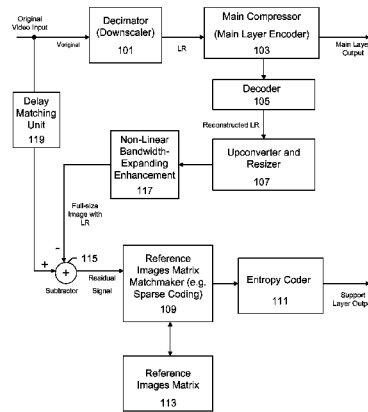 Original
Video Input
Decimator
(Downscaler)
101
Voriginal
LR
Main Compressor
(Main Layer Encoder)
103
Main Layer
Output
Decoder
105
Delay
Matching
Unit
119
Reconstructed LR
Non-Linear
Bandwidth-
Expanding
Enhancement
117
Upconverter and
Resizer
107
Full-size
Image with
LR
-
115
+
+
Subtractor
Residual
Signal
Reference
Images Matrix
Matchmaker (e.g.
Sparse Coding)
109
Entropy Coder
111
Support
Layer Output
Reference
Images Matrix
113